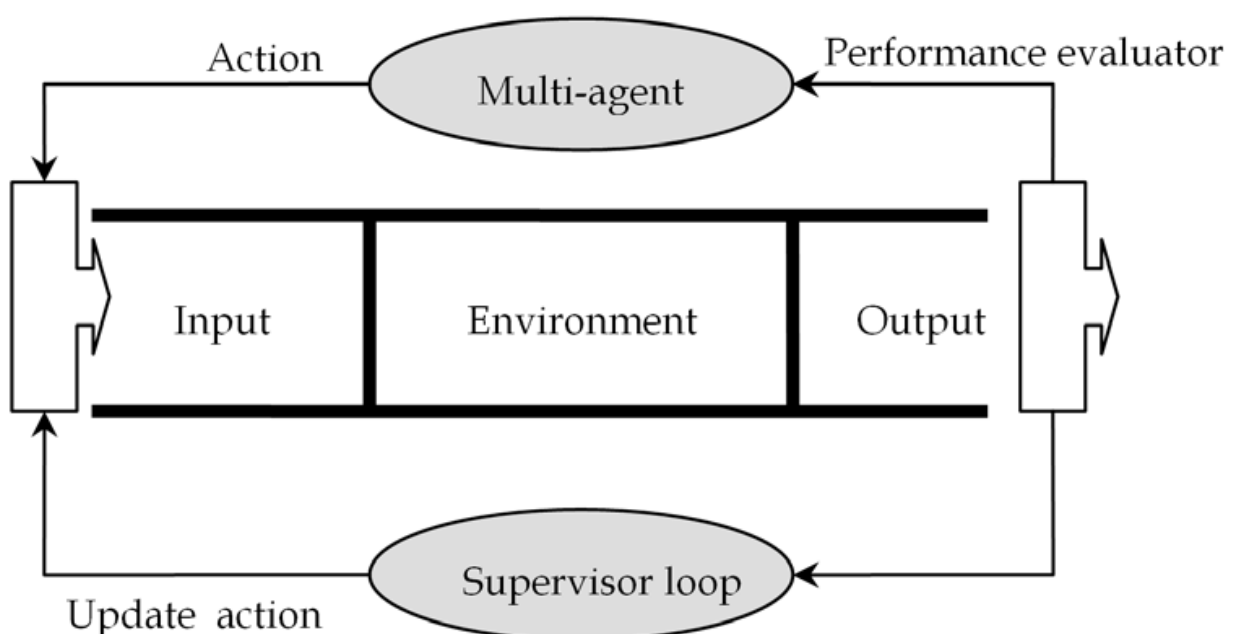 Action
Performance evaluator
Multi-agent
Input
Environment
Output
Supervisor loop
Update action